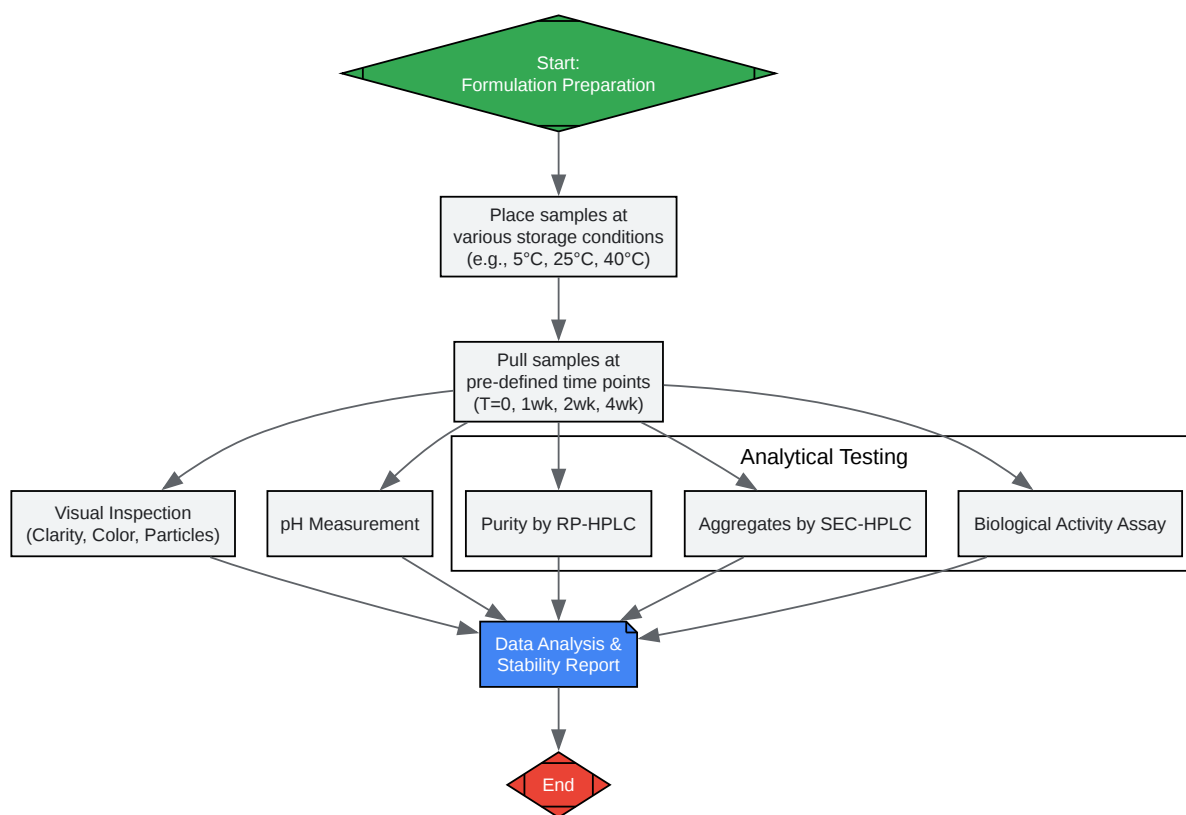 Start:
Formulation Preparation
Place samples at
various storage conditions
(e.g., 5°C, 25°C, 40°C)
Pull samples at
pre-defined time points
(T=0, 1wk, 2wk, 4wk)
Analytical Testing
Visual Inspection
(Clarity, Color, Particles)
pH Measurement
Purity by RP-HPLC
Aggregates by SEC-HPLC
Biological Activity Assay
Data Analysis &
Stability Report
End